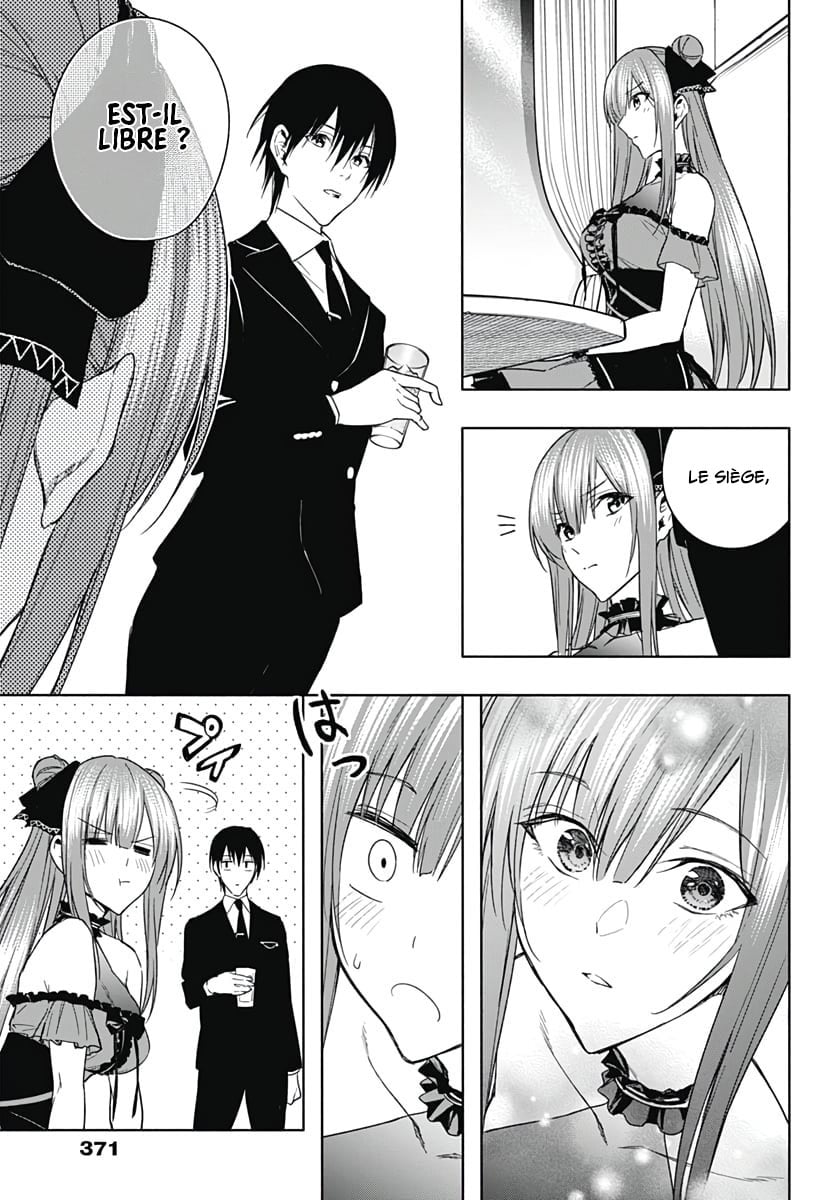 LE SIÈGE,
EST-IL
LIBRE ?
はっ
プイ
371